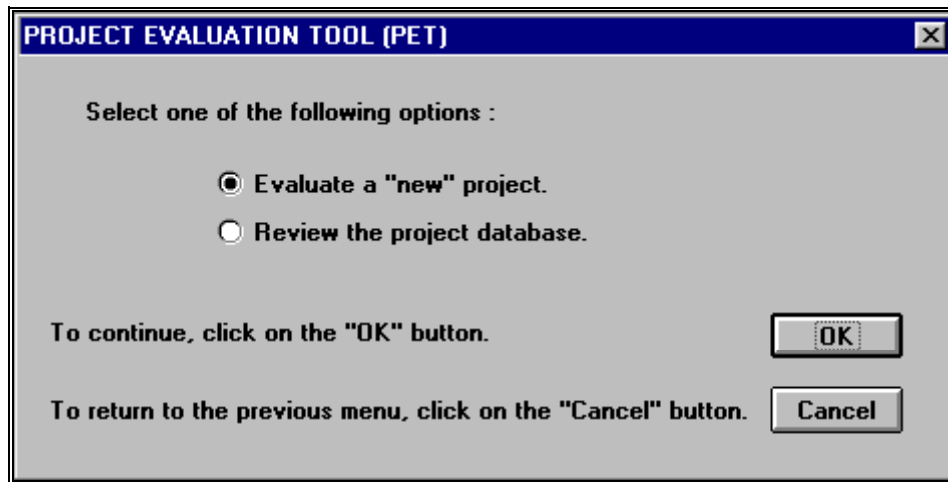 PROJECT EVALUATION TOOL (PET)
Select one of the following options :
Evaluate a "new" project.
Review the project database.
To continue, click on the "OK" button.
OK
To return to the previous menu, click on the "Cancel" button.
Cancel